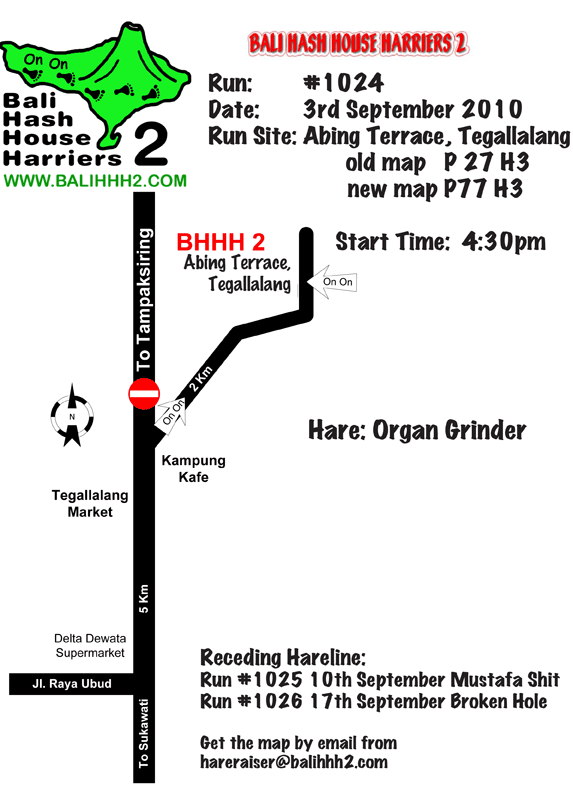 On On
Bali
Hash
House
Harriers 2
WWW.BALIHHH2.COM
BALI HASH HOUSE HARRIERS 2
Run: #1024
Date: 3rd September 2010
Run Site: Abing Terrace, Tegallalang
old map P 27 H3
new map P77 H3
To Tampaksiring
BHHH 2
Abing Terrace,
Tegallalang
Start Time: 4:30pm
On On
2 Km
On On
N
Hare: Organ Grinder
Kampung
Kafe
Tegallalang
Market
5 Km
Delta Dewata
Supermarket
Jl. Raya Ubud
To Sukawati
Receding Hareline:
Run #1025 10th September Mustafa Shit
Run #1026 17th September Broken Hole
Get the map by email from
hareraiser@balihhh2.com